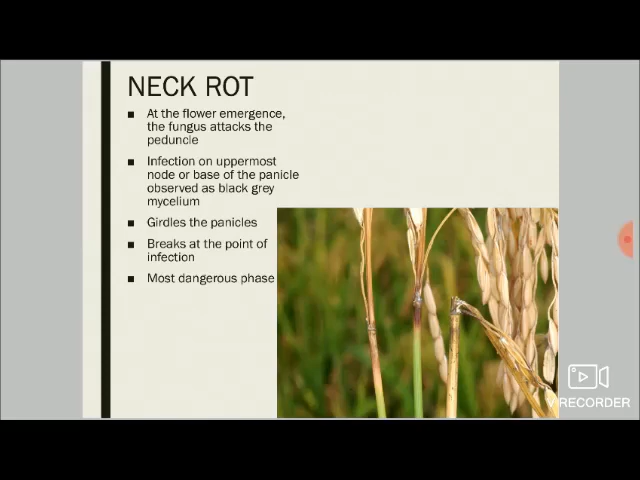 NECK ROT
■ At the flower emergence,
the fungus attacks the
peduncle
■ Infection on uppermost
node or base of the panicle
observed as black grey
mycelium
■ Girdles the panicles
■ Breaks at the point of
infection
■ Most dangerous phase
V RECORDER